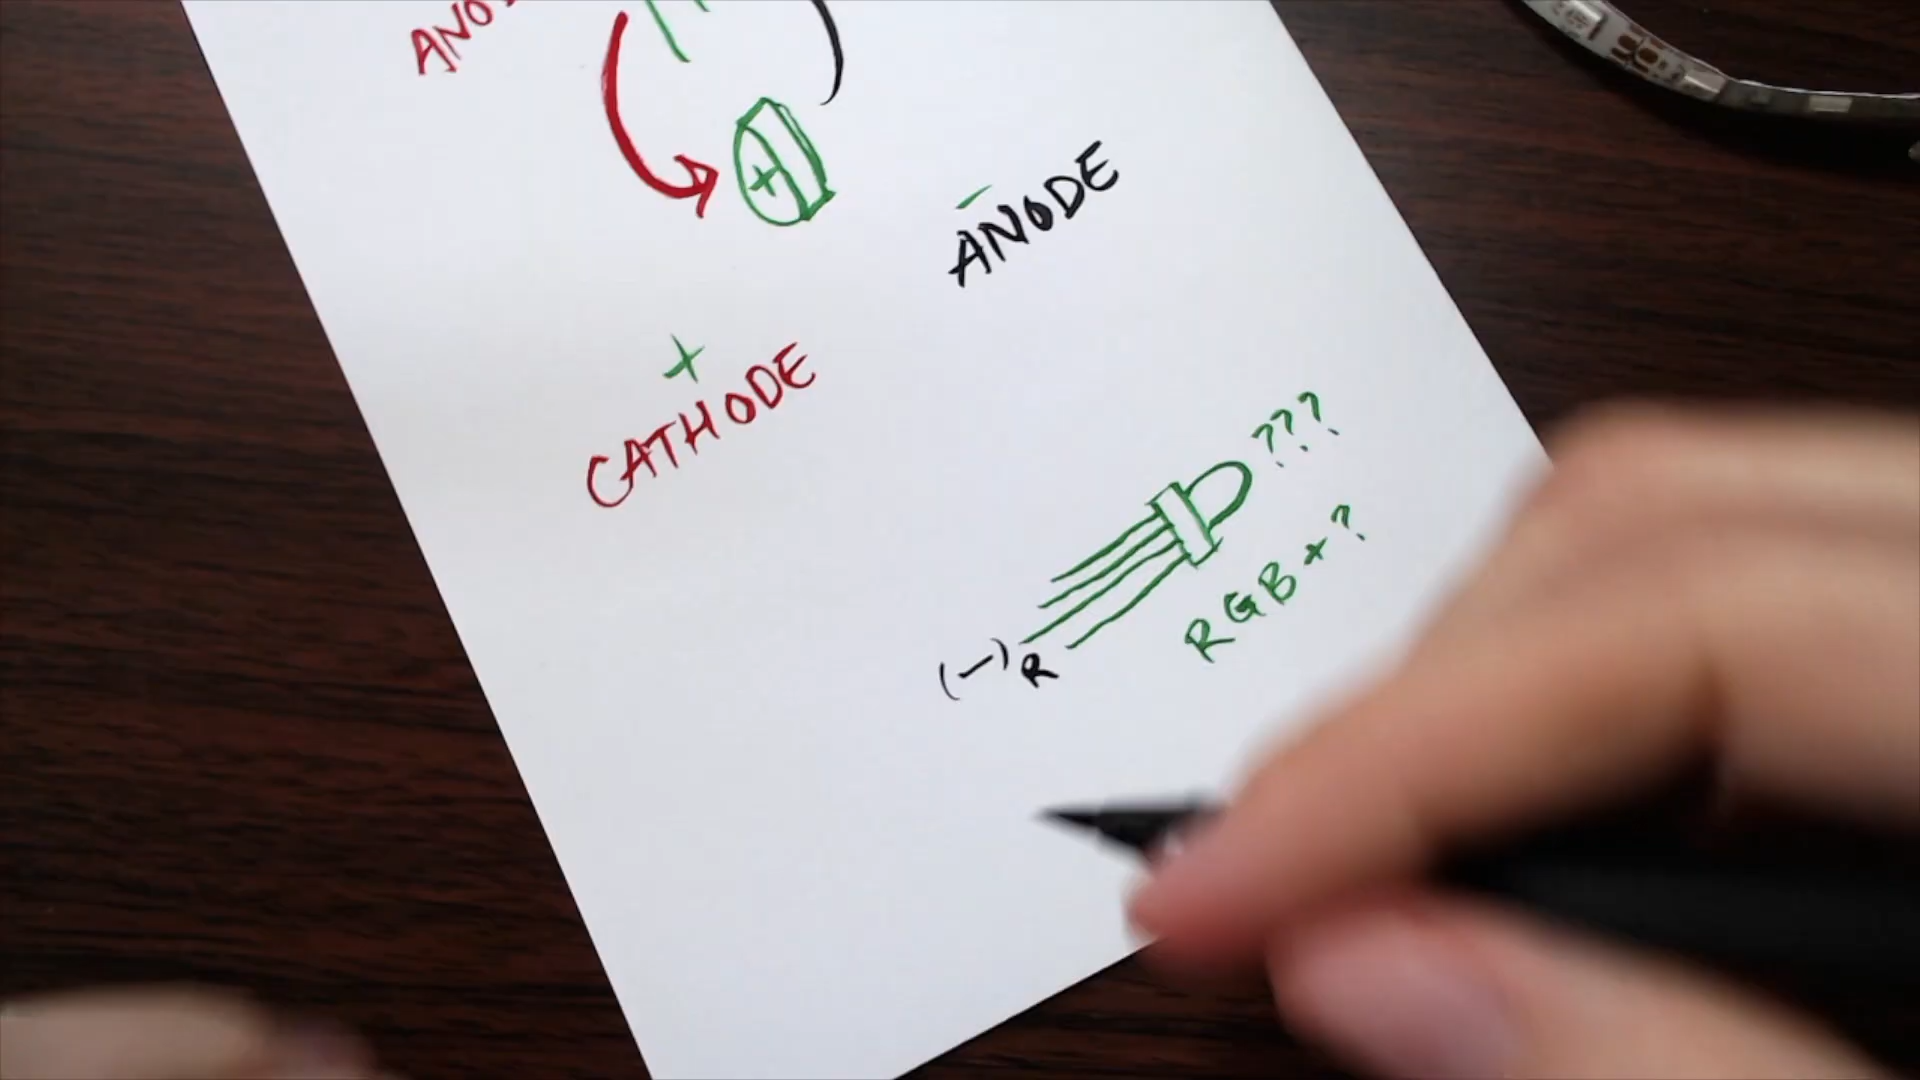 +
-
ANODE
+
CATHODE
???
RGB + ?
(-) R